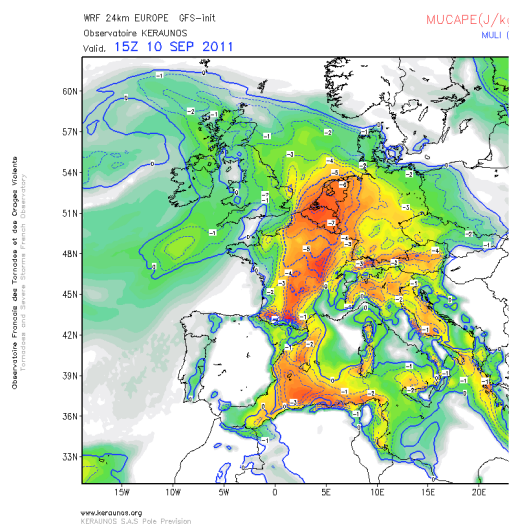 WRF 24km EUROPE GFS-init
Observatoire KERAUNOS
Valid. 15Z 10 SEP 2011
MUCAPE(J/kg
MULI (
Observatoire Francais des Tornades et des Orages Violents
Tornadoes and Severe Storms French Observatory
60N
57N
54N
51N
48N
45N
42N
39N
36N
33N
15W
10W
5W
0
5E
10E
15E
20E
www.keraunos.org
KERAUNOS S.A.S Pole Prevision